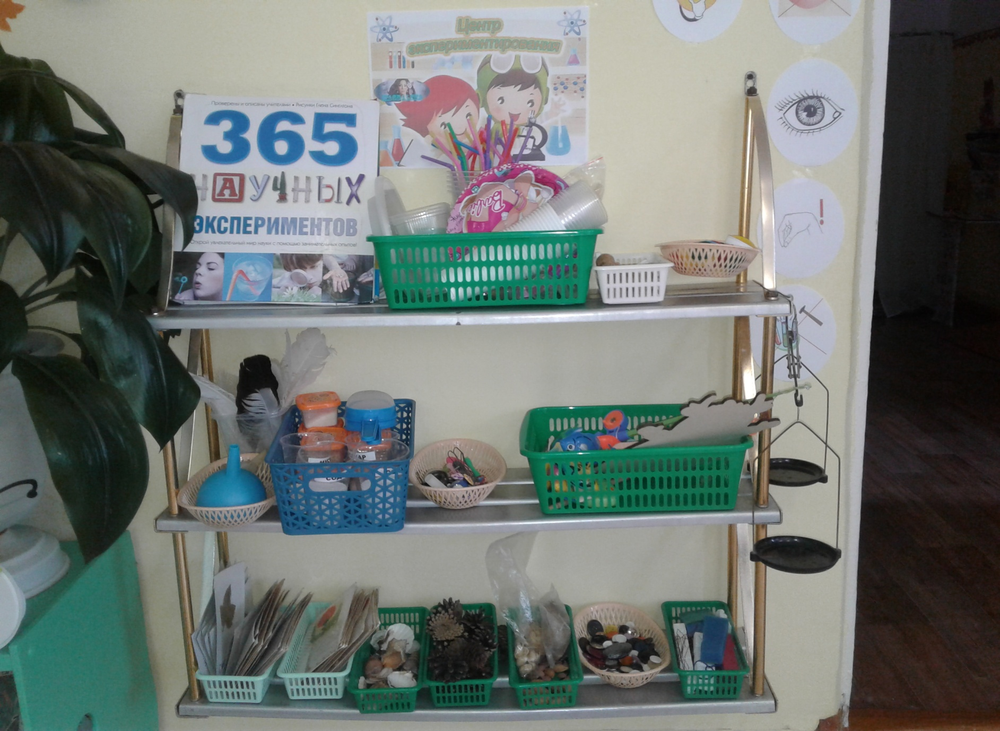 Центр
экспериментирования
Проверены и описаны учителями • Рисунки Глена Синглтона
365
НАУЧНЫХ
ЭКСПЕРИМЕНТОВ
Открой увлекательный мир науки с помощью занимательных опытов!
Barbie
СОДА